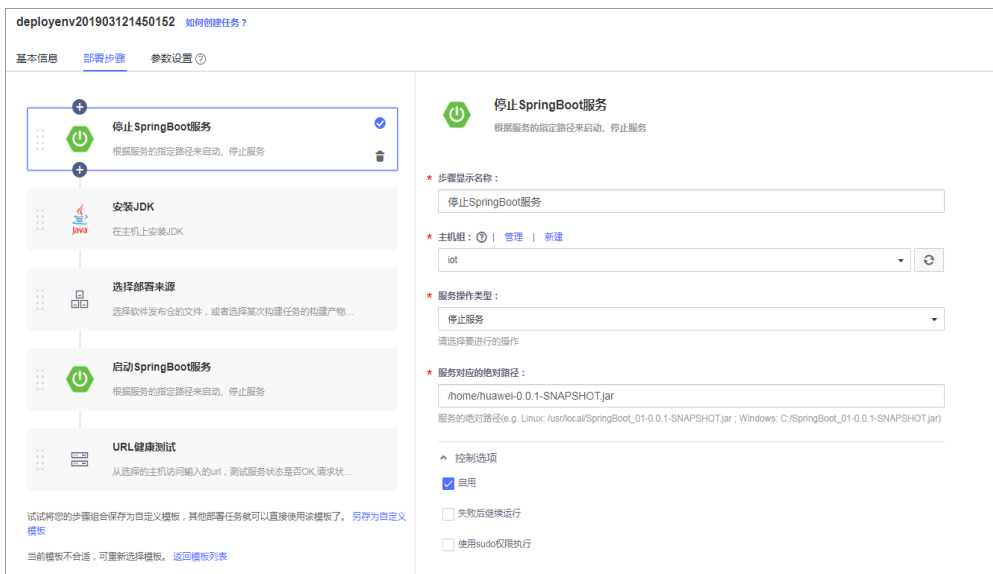 deployenv201903121450152 如何创建任务？
基本信息 部署步骤 参数设置 ?
停止SpringBoot服务
根据服务的指定路径来启动、停止服务
安装JDK
在主机上安装JDK
Java
选择部署来源
选择软件发布仓的文件，或者选择某次构建任务的构建产物...
启动SpringBoot服务
根据服务的指定路径来启动、停止服务
URL健康测试
从选择的主机访问输入的url，测试服务状态是否OK,请求状...
试试将您的步骤组合保存为自定义模板，其他部署任务就可以直接使用该模板了。 另存为自定义
模板
当前模板不合适，可重新选择模板。 返回模板列表
停止SpringBoot服务
根据服务的指定路径来启动、停止服务
* 步骤显示名称：
停止SpringBoot服务
* 主机组： ? | 管理 | 新建
iot
* 服务操作类型：
停止服务
请选择要进行的操作
* 服务对应的绝对路径：
/home/huawei-0.0.1-SNAPSHOT.jar
服务的绝对路径(e.g. Linux: /usr/local/SpringBoot_01-0.0.1-SNAPSHOT.jar ; Windows: C:/SpringBoot_01-0.0.1-SNAPSHOT.jar)
控制选项
启用
失败后继续运行
使用sudo权限执行